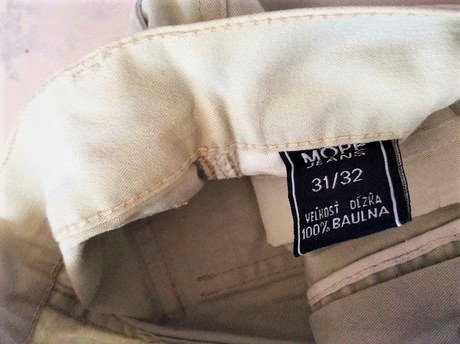 MOPE
JEANS
31/32
VEĽKOSŤ DĹŽKA
100% BAULNA